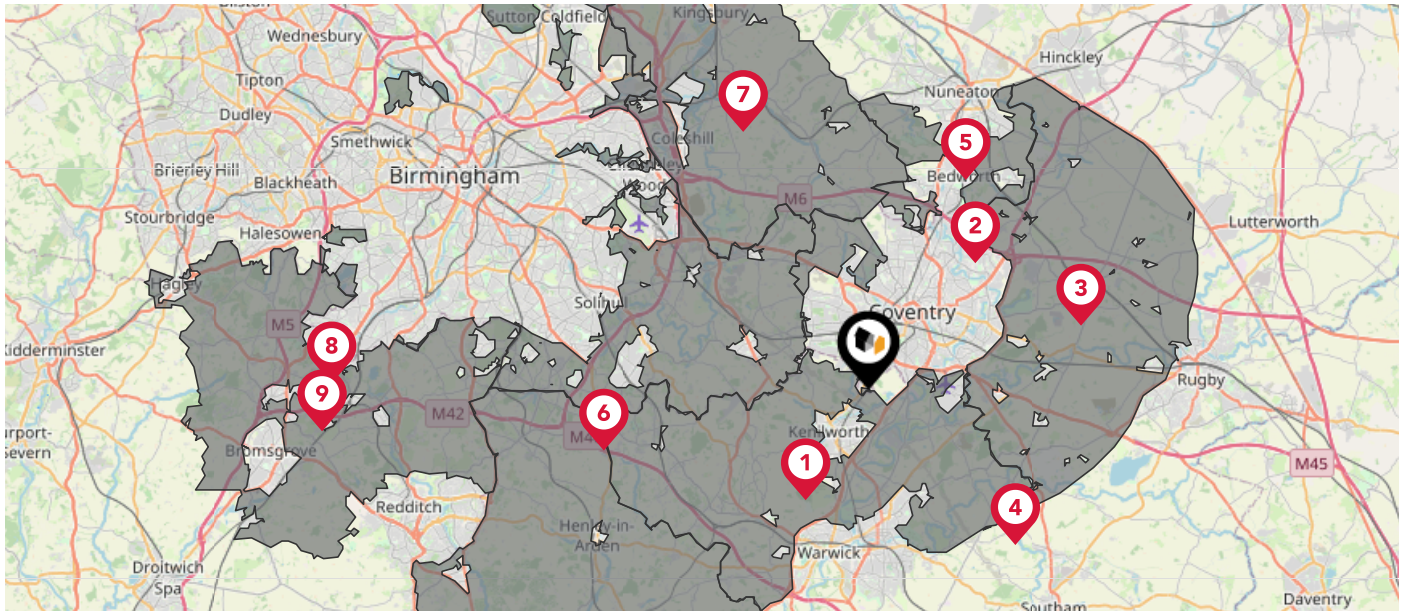 Sutton Coldfield
Kingsbury
Wednesbury
Hinckley
Tipton
Nuneaton
7
Dudley
Smethwick
Coleshill
5
Brierley Hill
Birmingham
Bedworth
Blackheath
Wood
M6
Stourbridge
2
Lutterworth
Halesowen
Hagley
3
Solihull
M5
Coventry
8
Kidderminster
Rugby
9
M42
6
Kenilworth
Bromsgrove
1
M45
Redditch
4
Henley-in-
Arden
Warwick
Droitwich
Spa
Southam
Daventry